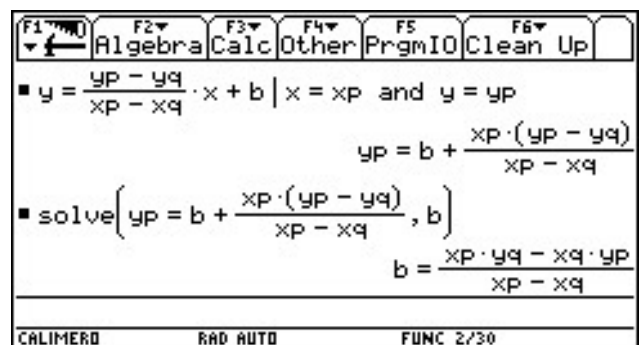 F1 F2 Algebra F3 Calc F4 Other F5 PrgmIO F6 Clean Up
▪ y = (yp − yq)/(xp − xq) · x + b | x = xp and y = yp
yp = b + (xp·(yp − yq))/(xp − xq)
▪ solve(yp = b + (xp·(yp − yq))/(xp − xq), b)
b = (xp·yq − xq·yp)/(xp − xq)
CALIMERO RAD AUTO FUNC 2/30